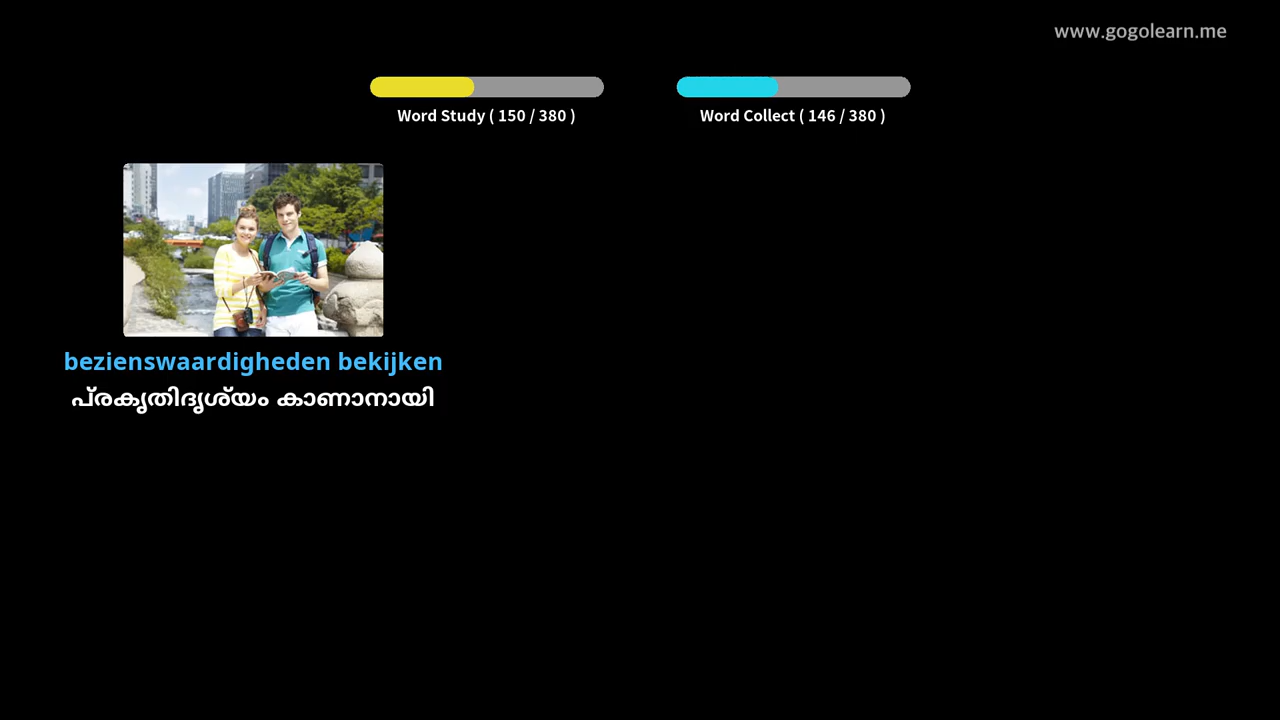 www.gogolearn.me
Word Study ( 150 / 380 )
Word Collect ( 146 / 380 )
bezienswaardigheden bekijken
പ്രകൃതിദൃശ്യം കാണാനായി